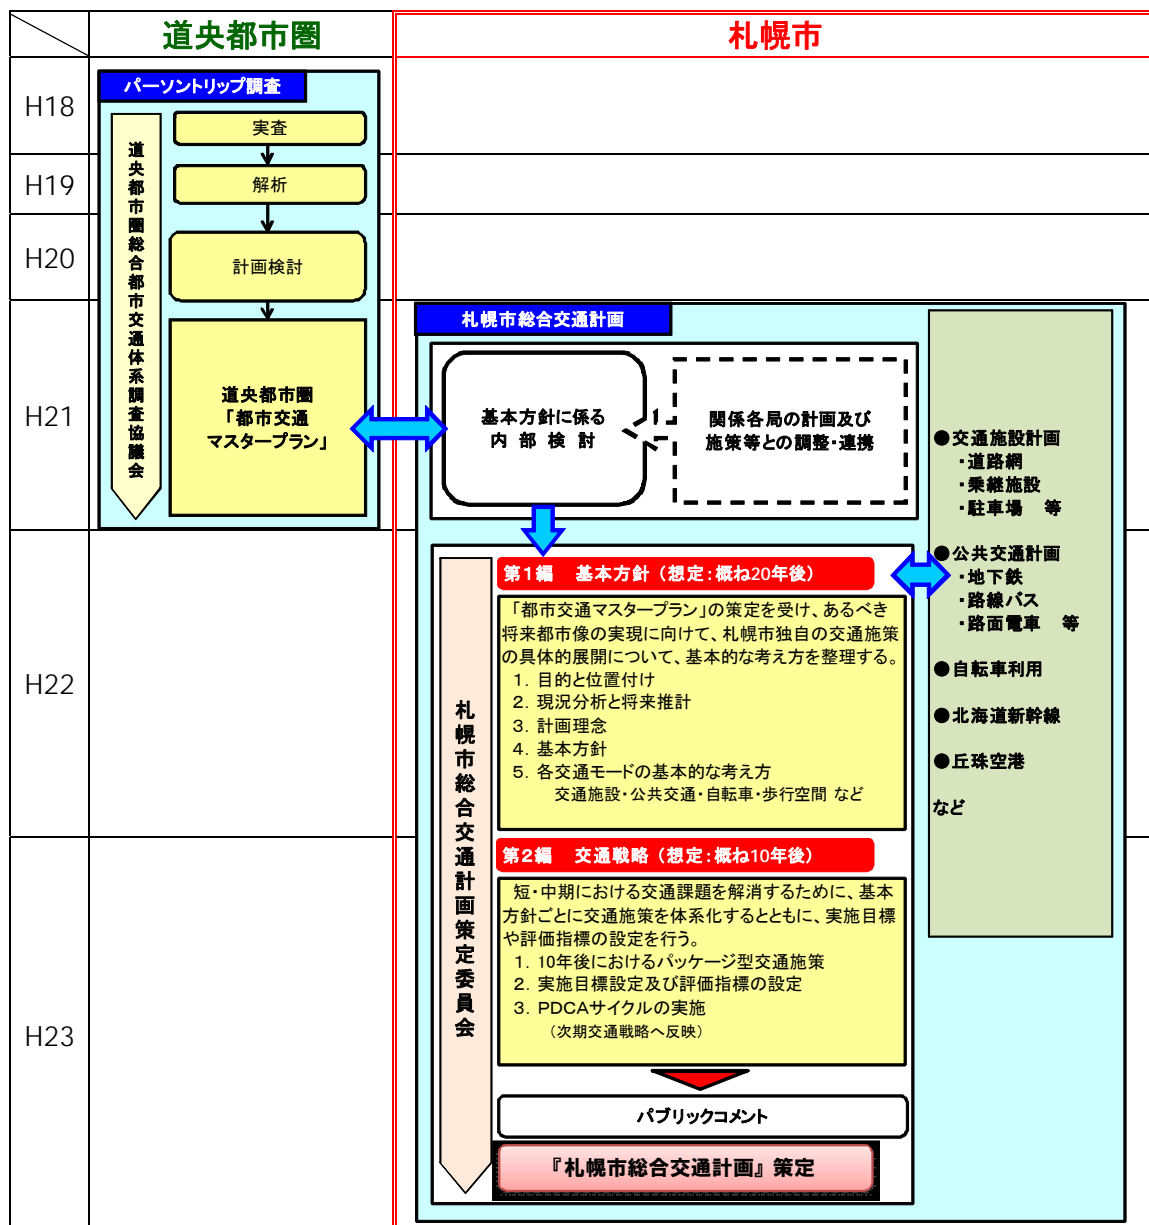 道央都市圏
札幌市
H18
H19
H20
H21
H22
H23
パーソントリップ調査
道央都市圏総合都市交通体系調査協議会
実査
解析
計画検討
道央都市圏
「都市交通
マスタープラン」
札幌市総合交通計画
基本方針に係る
内 部 検 討
関係各局の計画及び
施策等との調整・連携
札幌市総合交通計画策定委員会
第1編 基本方針（想定：概ね20年後）
「都市交通マスタープラン」の策定を受け、あるべき
将来都市像の実現に向けて、札幌市独自の交通施策
の具体的展開について、基本的な考え方を整理する。
1．目的と位置付け
2．現況分析と将来推計
3．計画理念
4．基本方針
5．各交通モードの基本的な考え方
交通施設・公共交通・自転車・歩行空間 など
第2編 交通戦略（想定：概ね10年後）
短・中期における交通課題を解消するために、基本
方針ごとに交通施策を体系化するとともに、実施目標
や評価指標の設定を行う。
1．10年後におけるパッケージ型交通施策
2．実施目標設定及び評価指標の設定
3．PDCAサイクルの実施
（次期交通戦略へ反映）
パブリックコメント
『札幌市総合交通計画』策定
●交通施設計画
・道路網
・乗継施設
・駐車場 等
●公共交通計画
・地下鉄
・路線バス
・路面電車 等
●自転車利用
●北海道新幹線
●丘珠空港
など